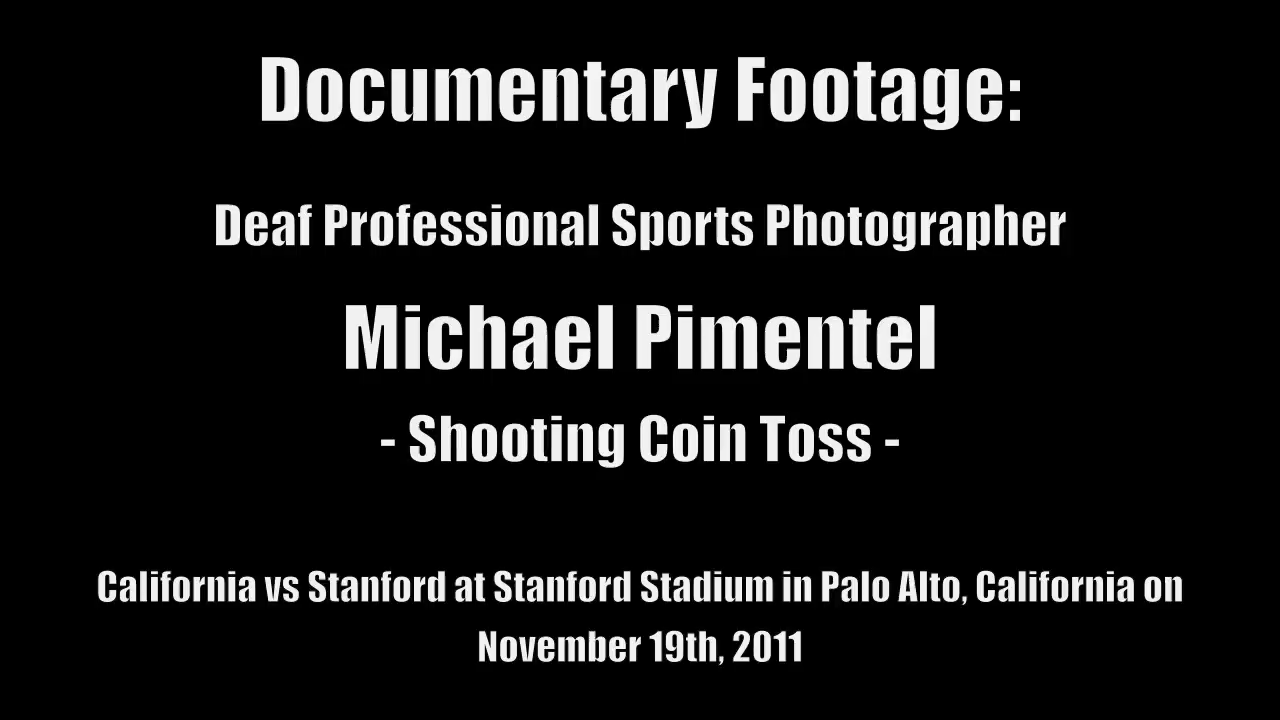 Documentary Footage:
Deaf Professional Sports Photographer
Michael Pimentel
- Shooting Coin Toss -
California vs Stanford at Stanford Stadium in Palo Alto, California on
November 19th, 2011